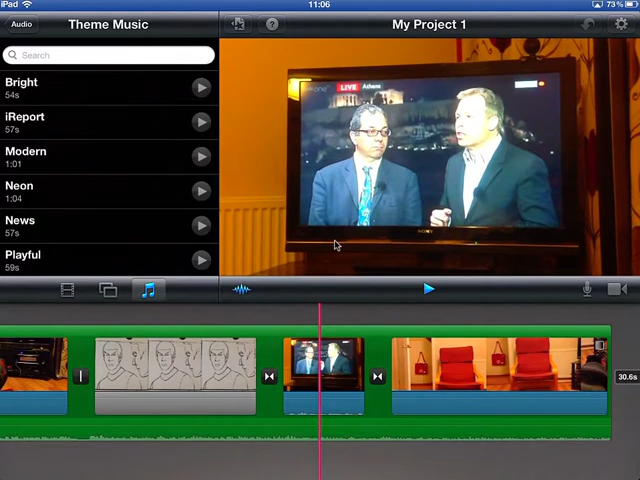 iPad
11:06
73%
Audio
Theme Music
?
My Project 1
Search
Bright
54s
iReport
57s
Modern
1:01
Neon
1:04
News
57s
Playful
59s
LIVE Athens
SONY
30.6s